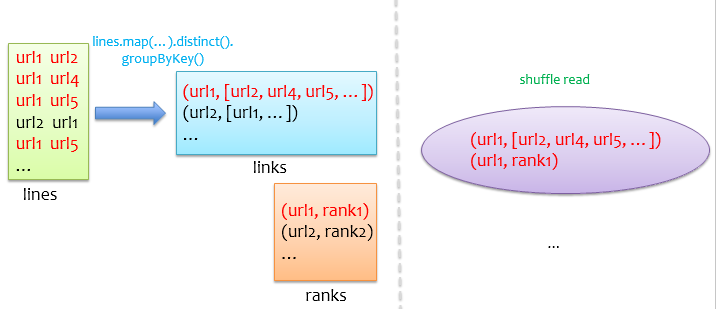 url1 url2
url1 url4
url1 url5
url2 url1
url1 url5
...
lines
lines.map(...).distinct().
groupByKey()
(url1, [url2, url4, url5, ...])
(url2, [url1, ...])
...
links
(url1, rank1)
(url2, rank2)
...
ranks
shuffle read
(url1, [url2, url4, url5, ...])
(url1, rank1)
...